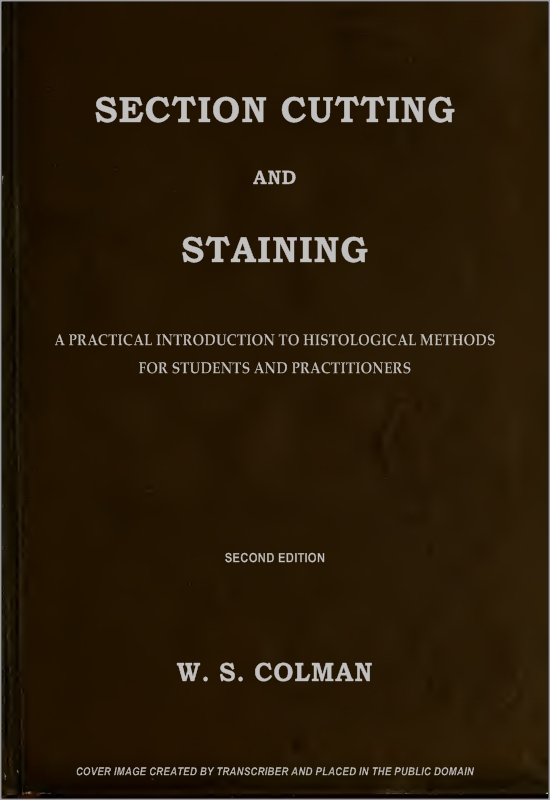 SECTION CUTTING
AND
STAINING
A PRACTICAL INTRODUCTION TO HISTOLOGICAL METHODS
FOR STUDENTS AND PRACTITIONERS
SECOND EDITION
W. S. COLMAN
COVER IMAGE CREATED BY TRANSCRIBER AND PLACED IN THE PUBLIC DOMAIN